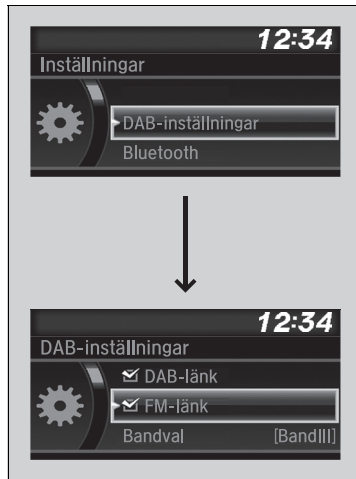 12:34
Inställningar
DAB-inställningar
Bluetooth
12:34
DAB-inställningar
DAB-länk
FM-länk
Bandval [BandIII]